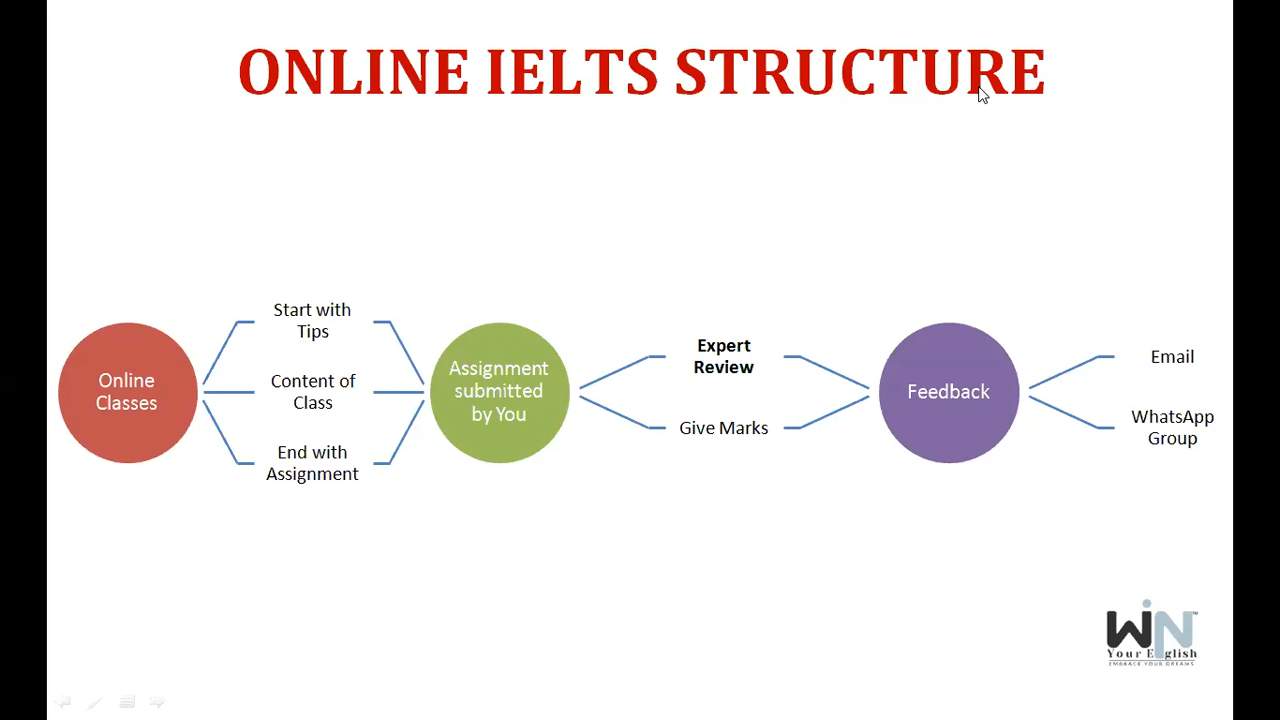 ONLINE IELTS STRUCTURE
Online
Classes
Start with
Tips
Content of
Class
End with
Assignment
Assignment
submitted
by You
Expert
Review
Give Marks
Feedback
Email
WhatsApp
Group
WiN™
Your English
EMBRACE YOUR DREAMS